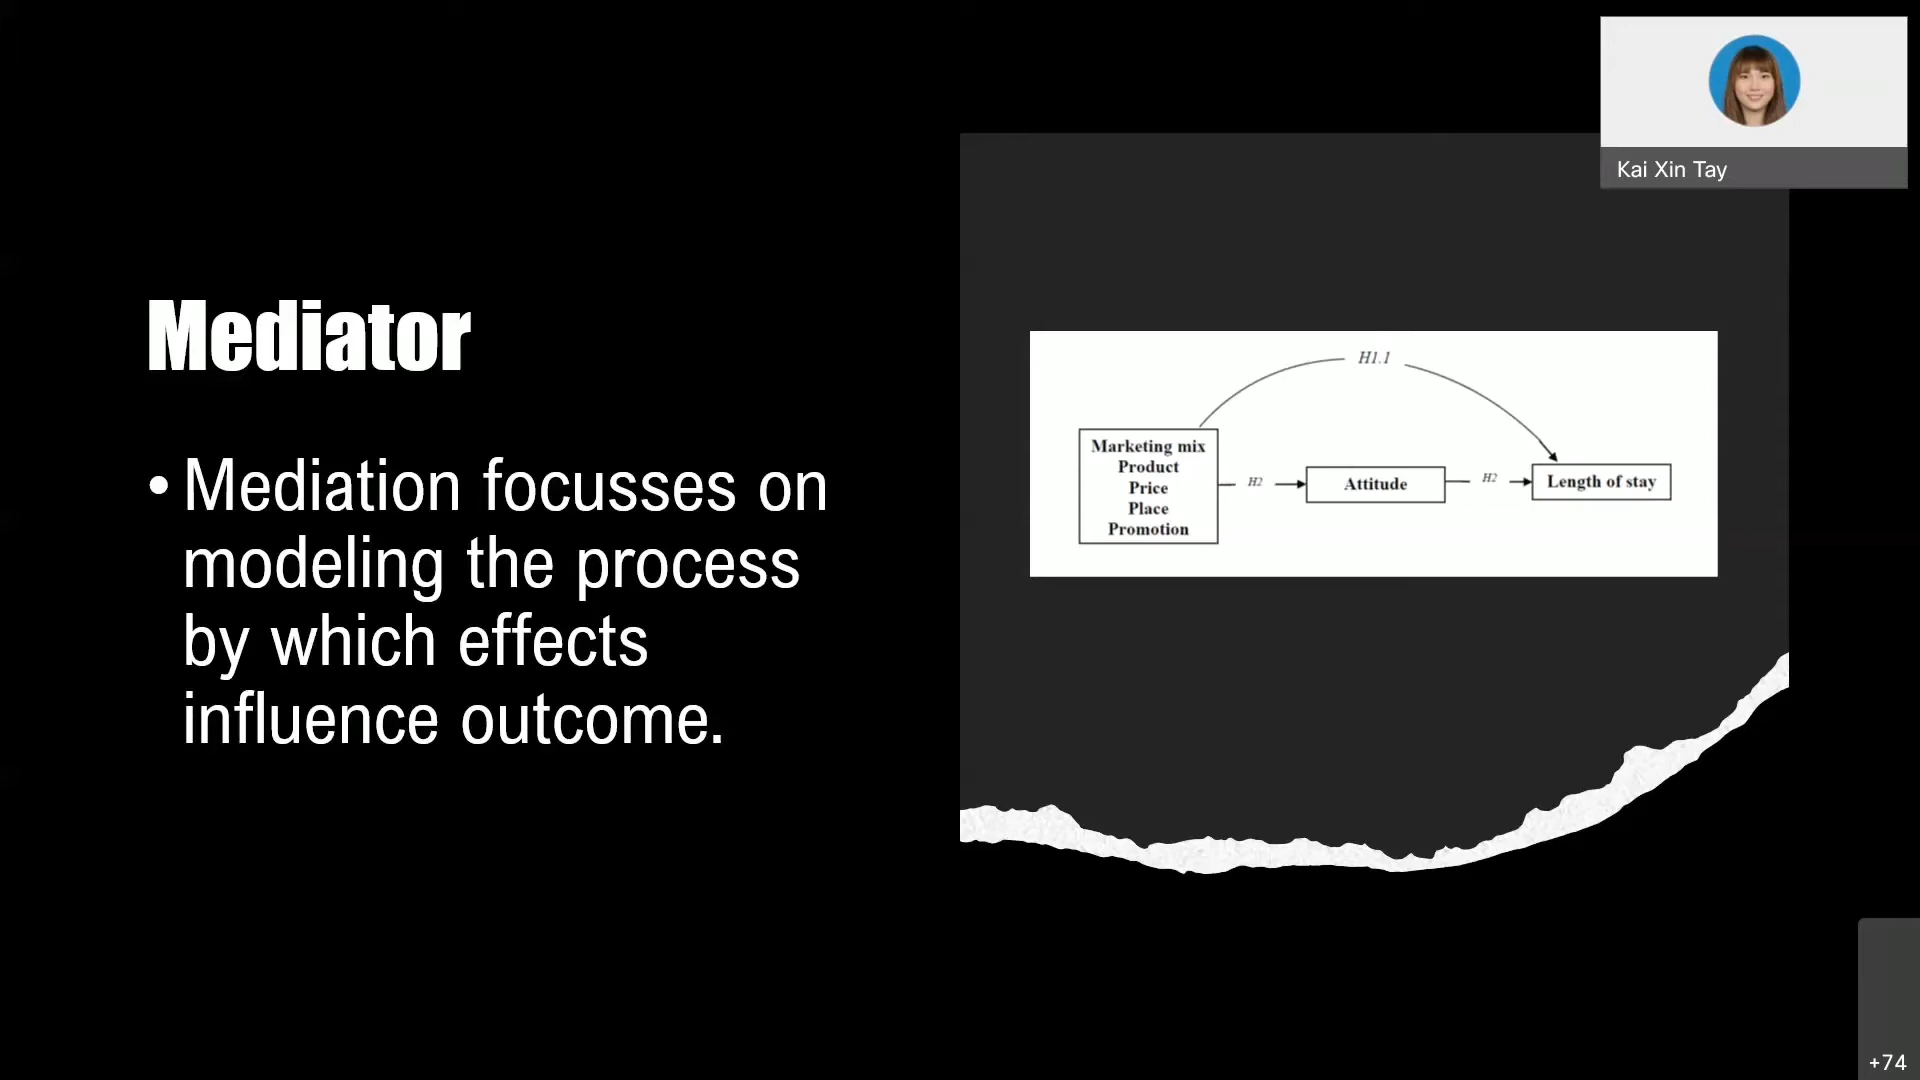 Kai Xin Tay
Mediator
• Mediation focusses on
modeling the process
by which effects
influence outcome.
H1.1
Marketing mix
Product
Price
Place
Promotion
H2
Attitude
H2
Length of stay
+74